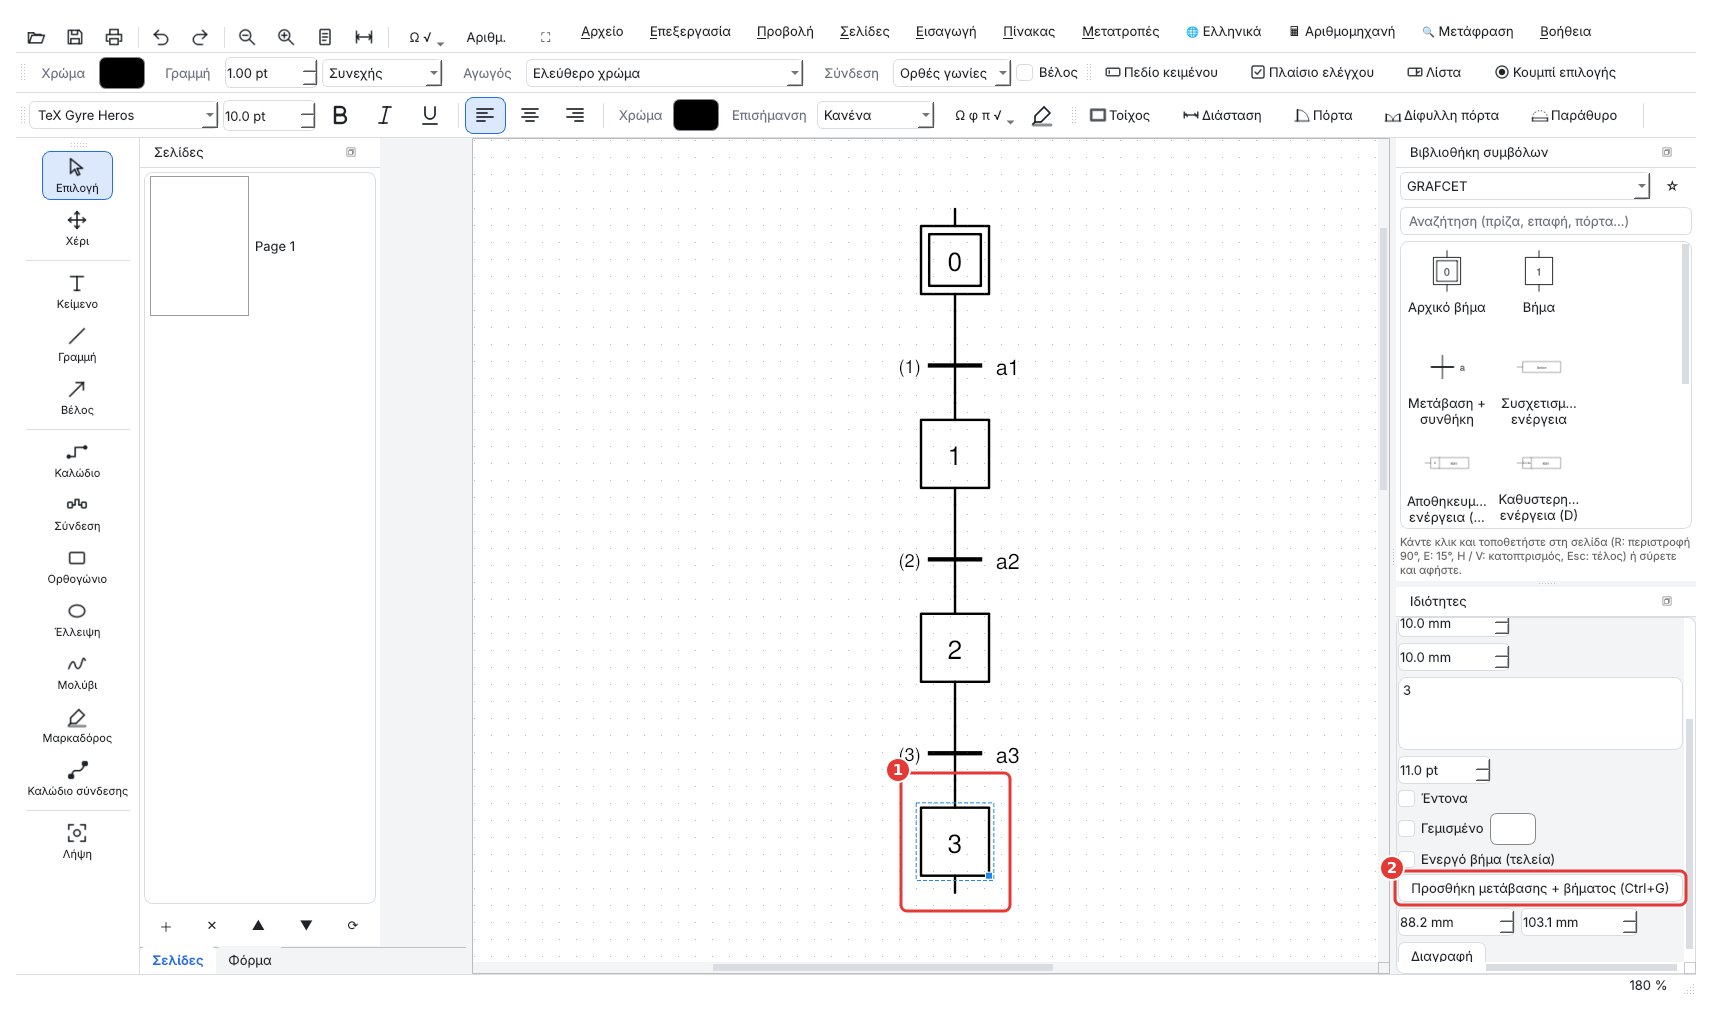 Ω √ Αριθμ. Αρχείο Επεξεργασία Προβολή Σελίδες Εισαγωγή Πίνακας Μετατροπές Ελληνικά Αριθμομηχανή Μετάφραση Βοήθεια
Χρώμα Γραμμή 1.00 pt Συνεχής Αγωγός Ελεύθερο χρώμα Σύνδεση Ορθές γωνίες Βέλος Πεδίο κειμένου Πλαίσιο ελέγχου Λίστα Κουμπί επιλογής
TeX Gyre Heros 10.0 pt B I U Χρώμα Επισήμανση Κανένα Ω φ π √ Τοίχος Διάσταση Πόρτα Δίφυλλη πόρτα Παράθυρο
Επιλογή
Χέρι
Κείμενο
Γραμμή
Βέλος
Καλώδιο
Σύνδεση
Ορθογώνιο
Έλλειψη
Μολύβι
Μαρκαδόρος
Καλώδιο σύνδεσης
Λήψη
Σελίδες
Page 1
Σελίδες Φόρμα
0
(1) a1
1
(2) a2
2
(3) a3
1
3
Βιβλιοθήκη συμβόλων
GRAFCET
Αναζήτηση (πρίζα, επαφή, πόρτα...)
0 1
Αρχικό βήμα Βήμα
a
Μετάβαση + συνθήκη
Συσχετισμ... ενέργεια
Αποθηκευμ... ενέργεια (...
Καθυστερη... ενέργεια (D)
Κάντε κλικ και τοποθετήστε στη σελίδα (R: περιστροφή
90°, E: 15°, H / V: κατοπτρισμός, Esc: τέλος) ή σύρετε
και αφήστε.
Ιδιότητες
10.0 mm
10.0 mm
3
11.0 pt
Έντονα
Γεμισμένο
Ενεργό βήμα (τελεία)
2
Προσθήκη μετάβασης + βήματος (Ctrl+G)
88.2 mm 103.1 mm
Διαγραφή
180 %